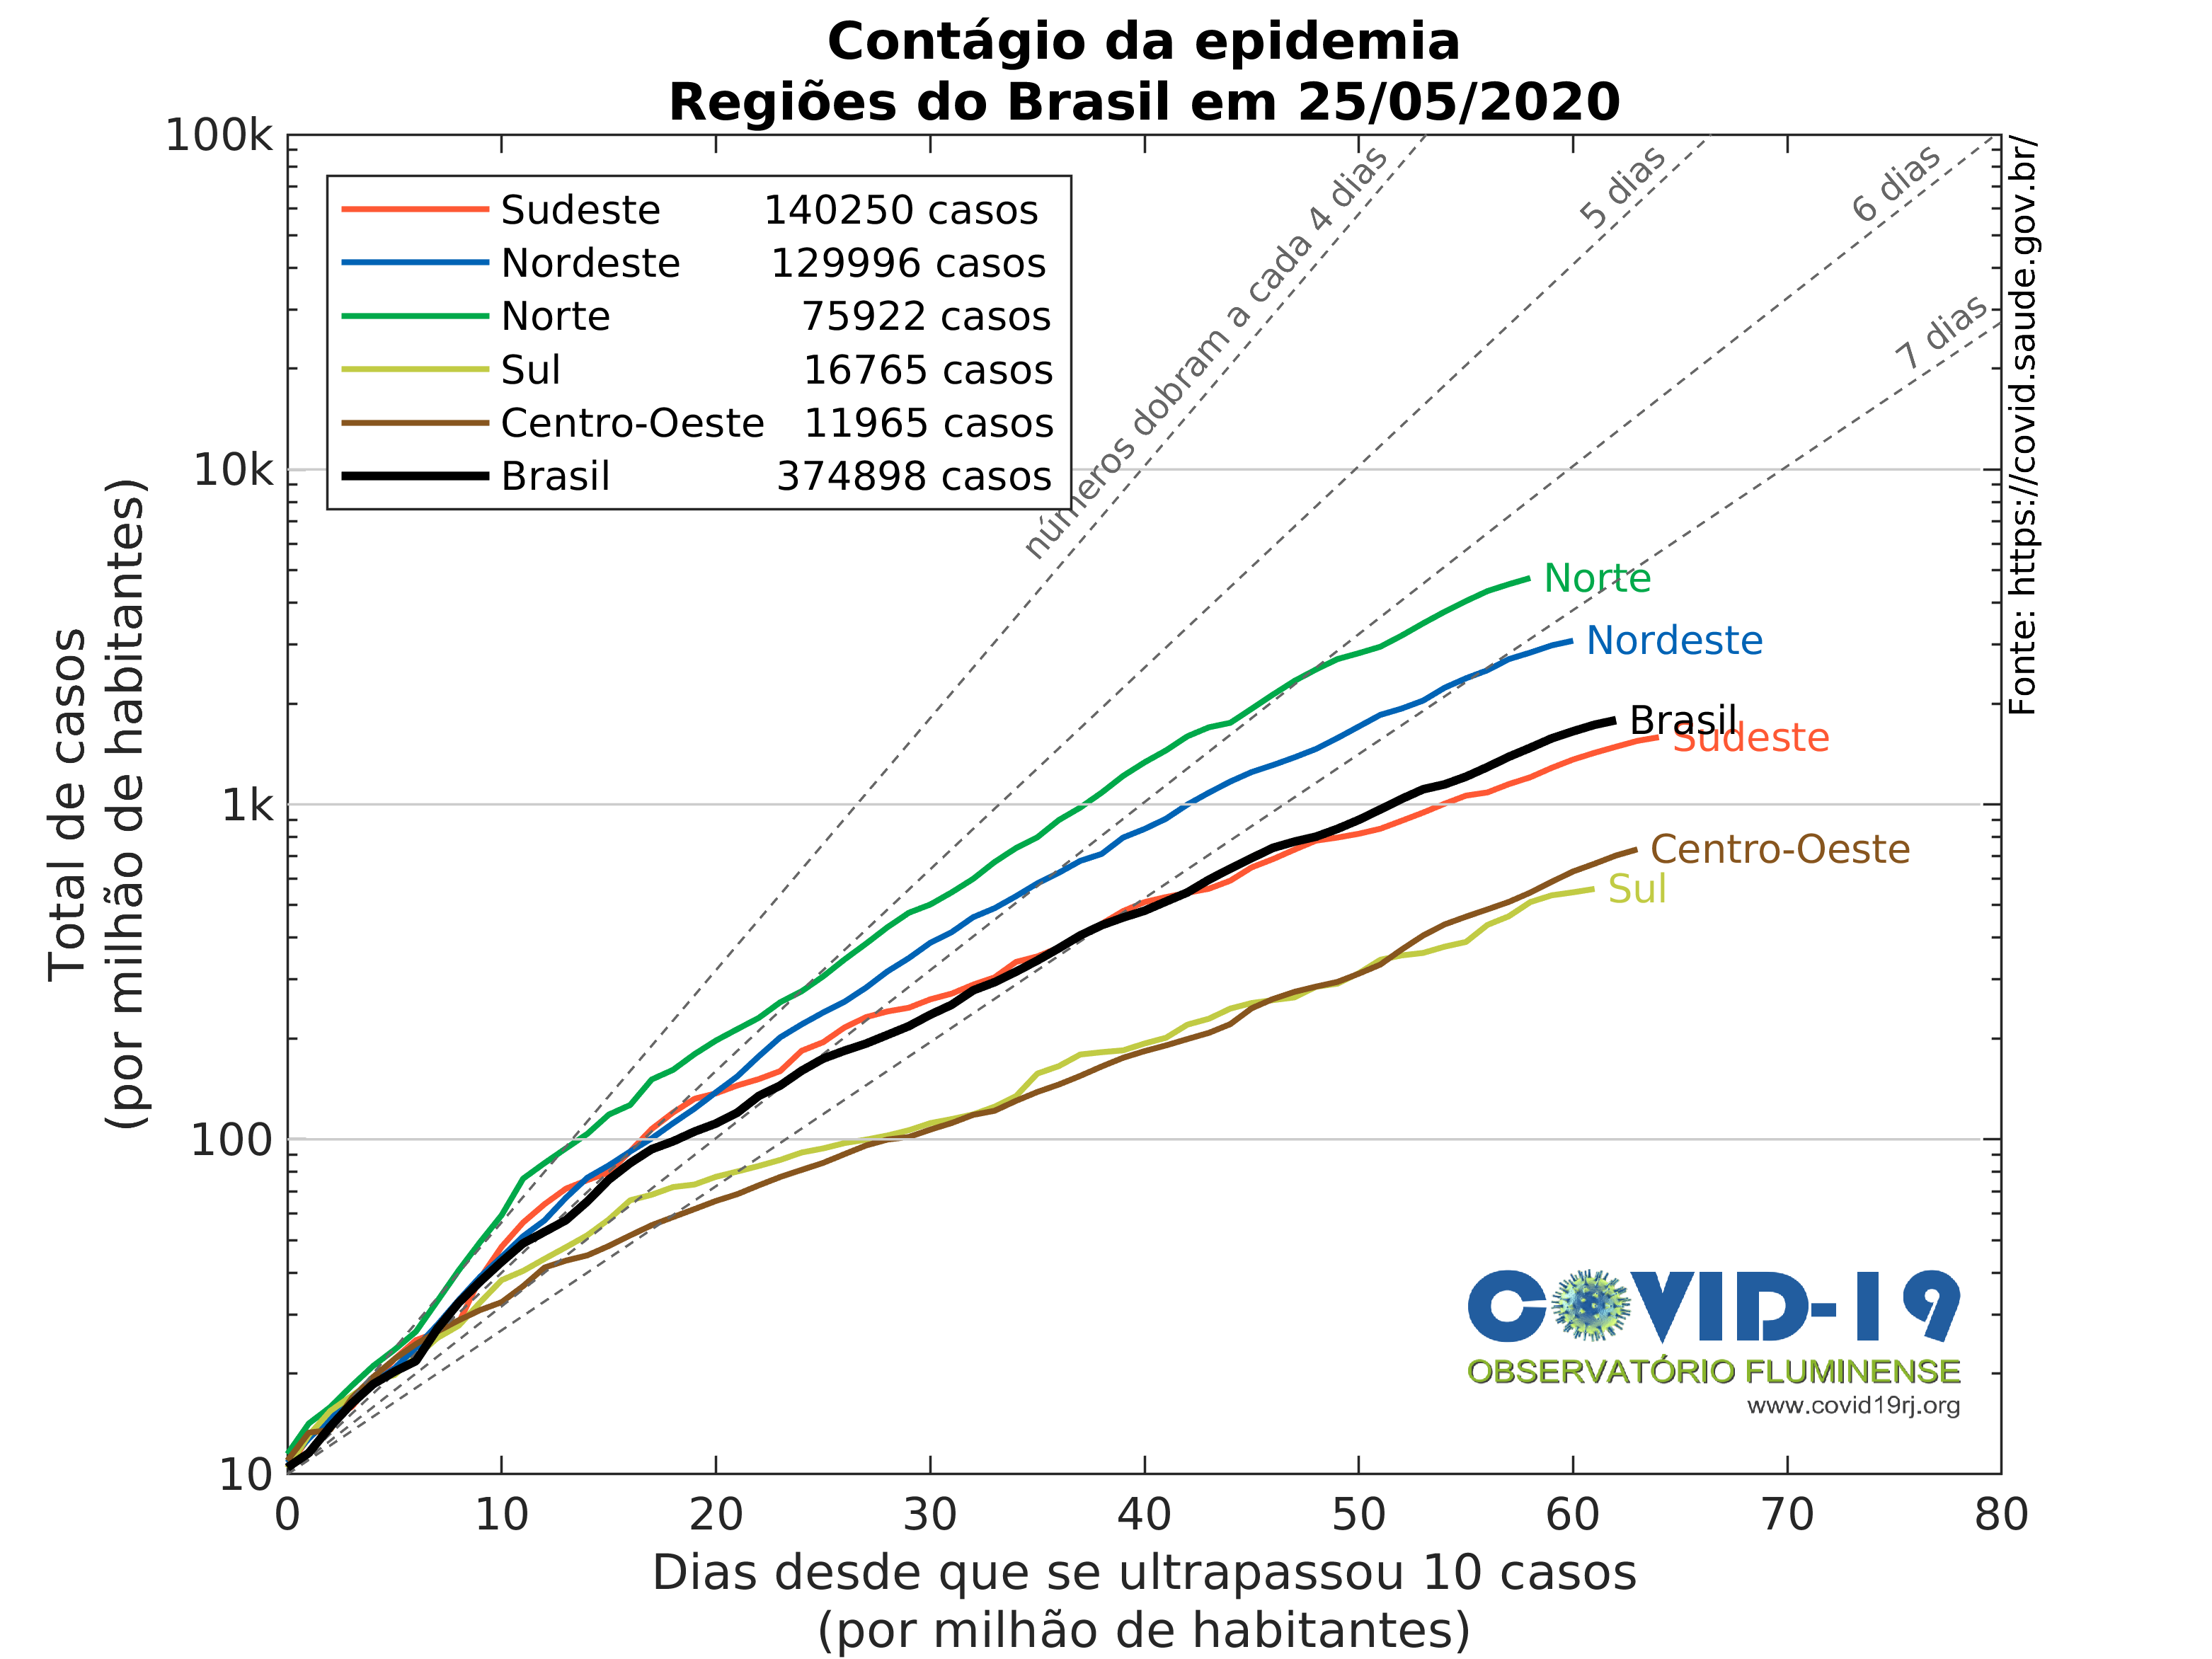 Contágio da epidemia
Regiões do Brasil em 25/05/2020
100k
10k
1k
100
10
Total de casos
(por milhão de habitantes)
Sudeste 140250 casos
Nordeste 129996 casos
Norte 75922 casos
Sul 16765 casos
Centro-Oeste 11965 casos
Brasil 374898 casos
números dobram a cada 4 dias
5 dias
6 dias
7 dias
Fonte: https://covid.saude.gov.br/
Norte
Nordeste
Brasil
Sudeste
Centro-Oeste
Sul
COVID-19
OBSERVATÓRIO FLUMINENSE
www.covid19rj.org
0 10 20 30 40 50 60 70 80
Dias desde que se ultrapassou 10 casos
(por milhão de habitantes)